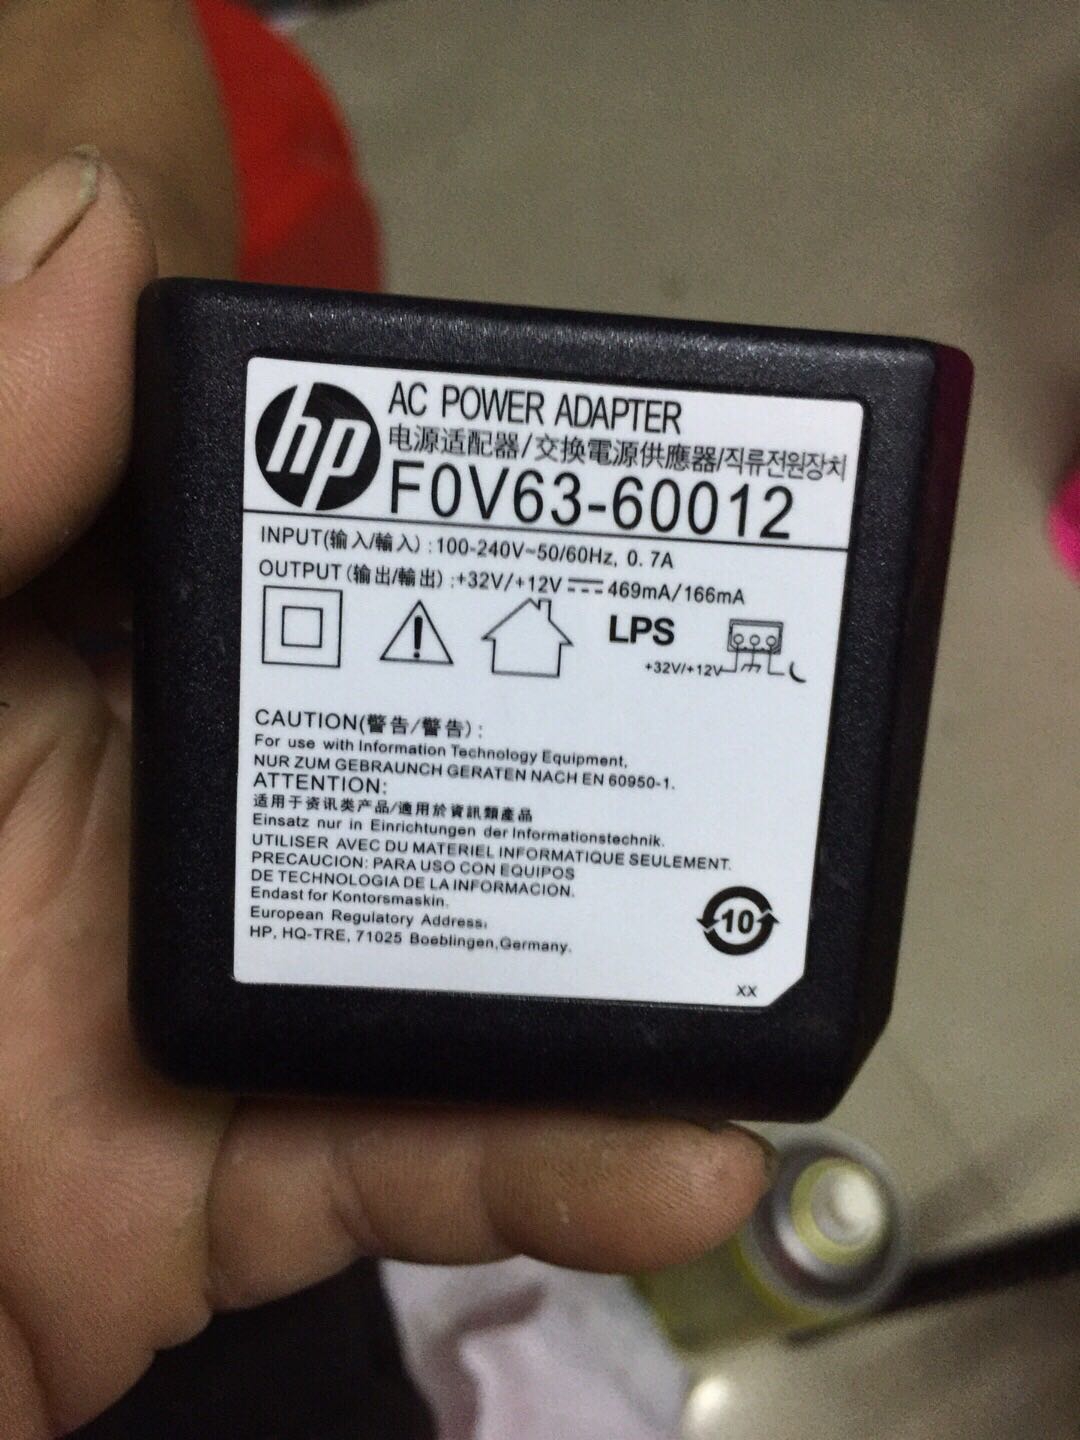 hp
AC POWER ADAPTER
电源适配器/交換電源供應器/직류전원장치
F0V63-60012
INPUT(输入/輸入):100-240V~50/60Hz, 0.7A
OUTPUT(输出/輸出):+32V/+12V ⎓ 469mA/166mA
LPS
+32V/+12V
CAUTION(警告/警告):
For use with Information Technology Equipment,
NUR ZUM GEBRAUNCH GERATEN NACH EN 60950-1.
ATTENTION:
适用于资讯类产品/適用於資訊類產品
Einsatz nur in Einrichtungen der Informationstechnik.
UTILISER AVEC DU MATERIEL INFORMATIQUE SEULEMENT.
PRECAUCION: PARA USO CON EQUIPOS
DE TECHNOLOGIA DE LA INFORMACION.
Endast for Kontorsmaskin.
European Regulatory Address:
HP, HQ-TRE, 71025 Boeblingen,Germany.
10
XX